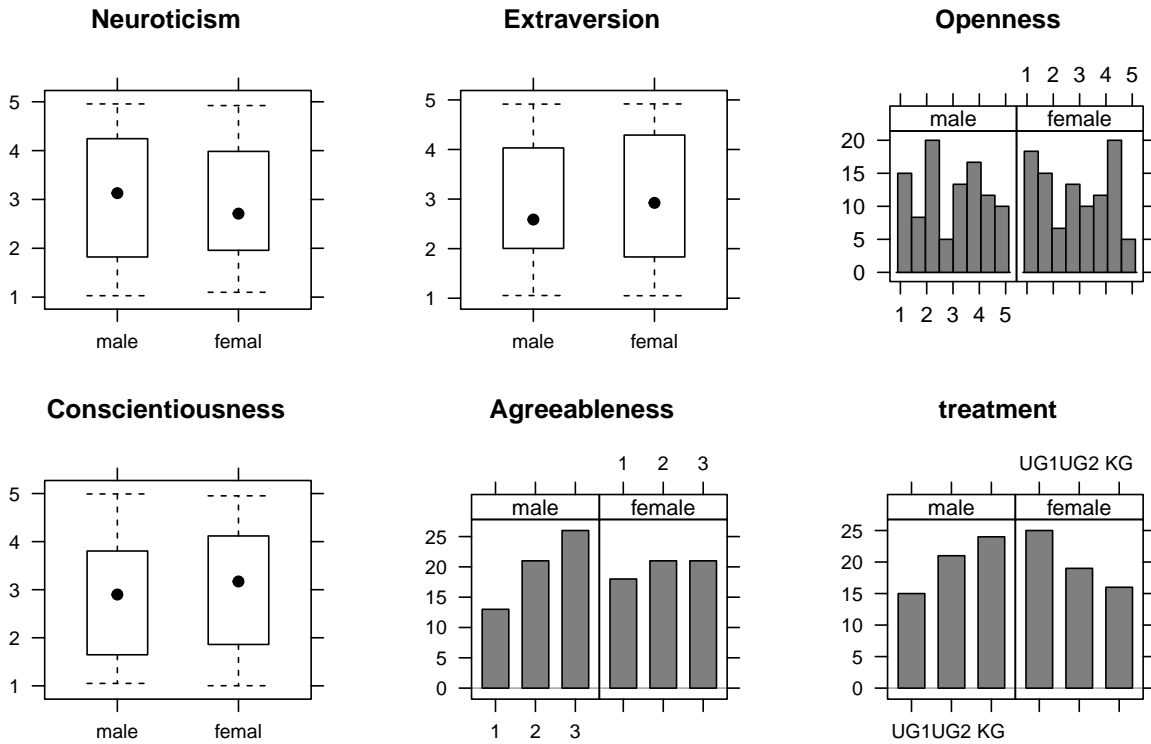 Neuroticism
5
4
3
2
1
male femal
Extraversion
5
4
3
2
1
male femal
Openness
1 2 3 4 5
male female
20
15
10
5
0
1 2 3 4 5
Conscientiousness
5
4
3
2
1
male femal
Agreeableness
1 2 3
male female
25
20
15
10
5
0
1 2 3
treatment
UG1UG2 KG
male female
25
20
15
10
5
0
UG1UG2 KG